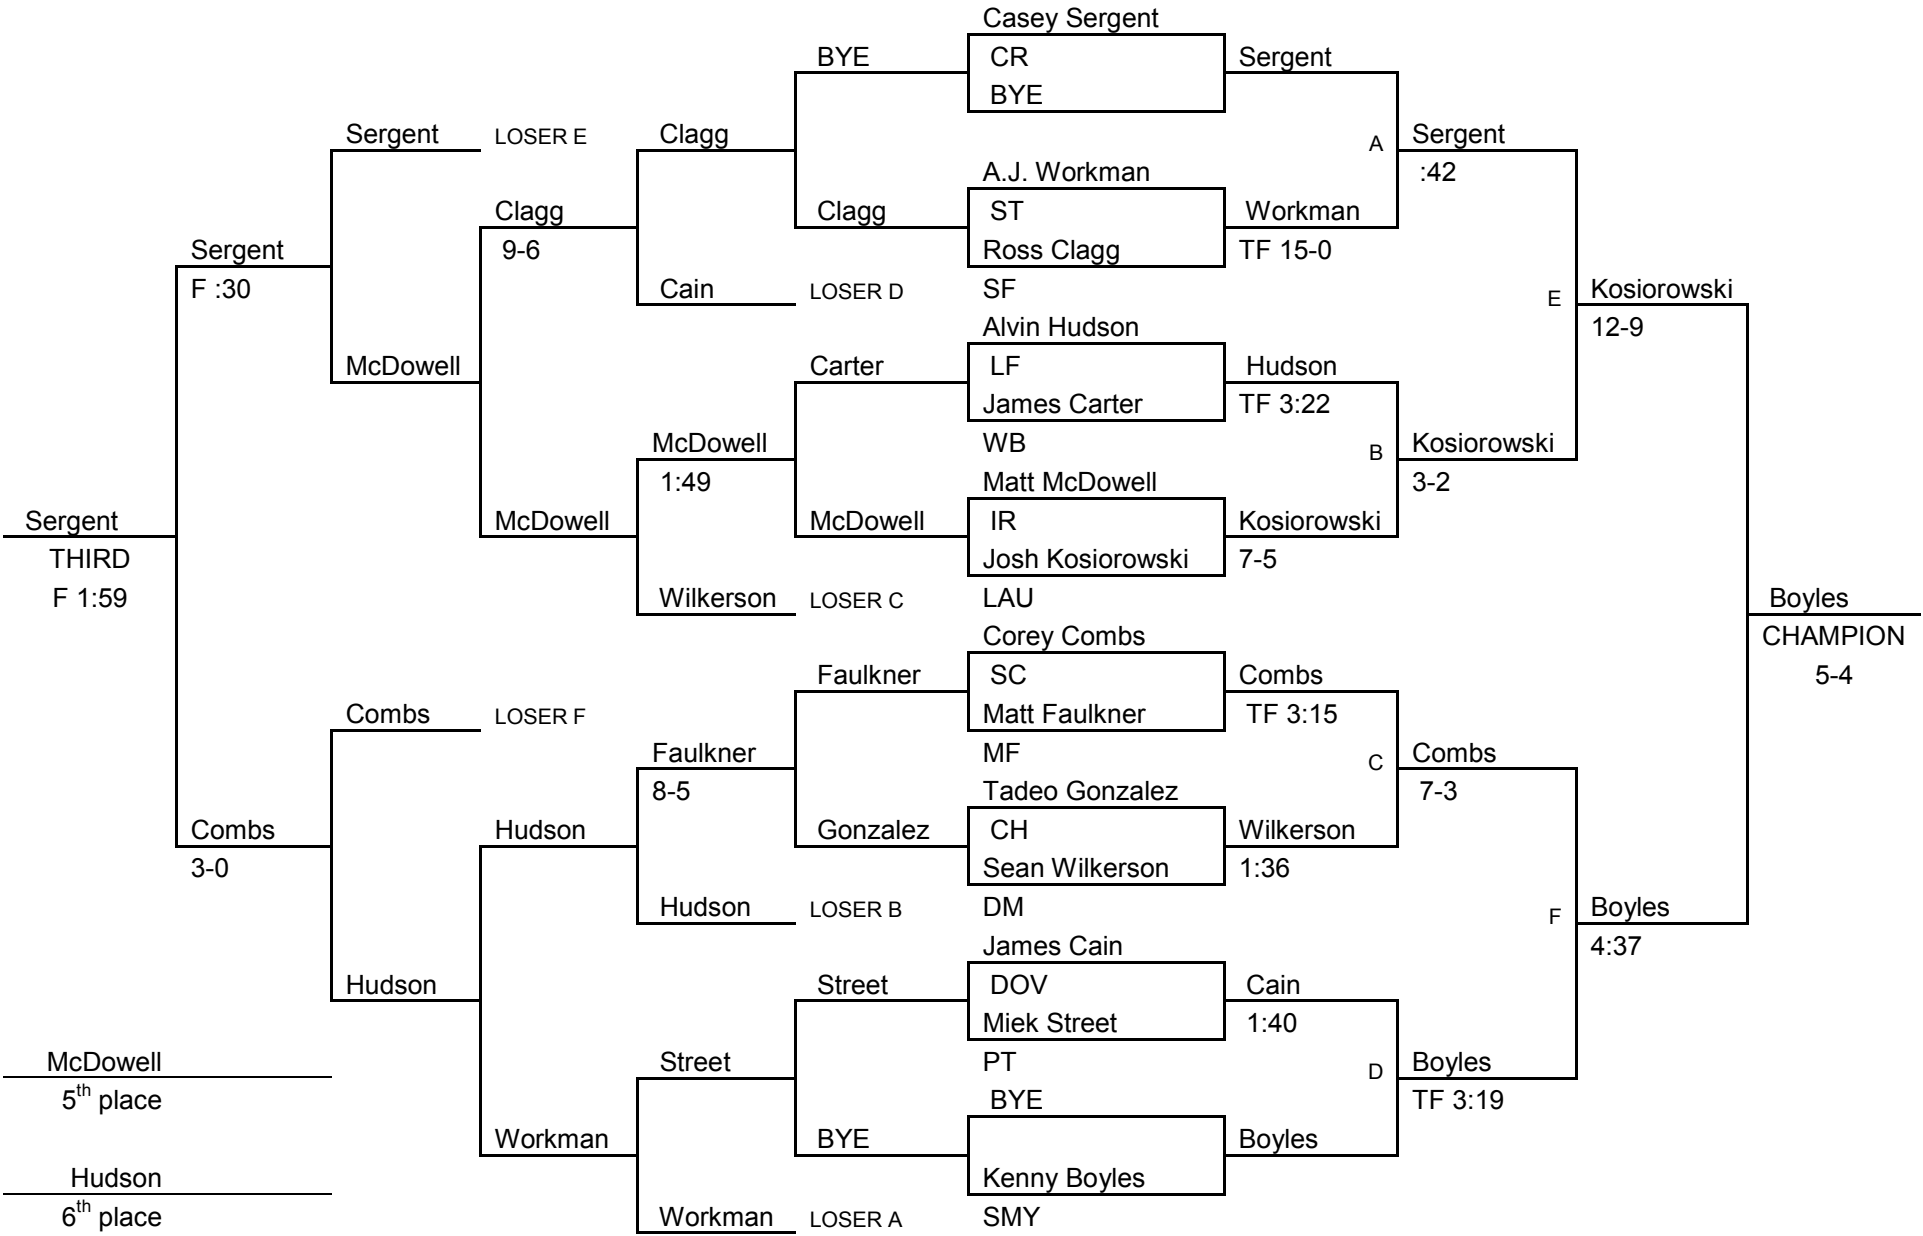 Casey Sergent
BYE CR Sergent
BYE
Sergent LOSER E Clagg A Sergent
A.J. Workman :42
Clagg Clagg ST Workman
Sergent 9-6 Ross Clagg TF 15-0
F :30 Cain LOSER D SF E Kosiorowski
Alvin Hudson 12-9
McDowell Carter LF Hudson
James Carter TF 3:22
McDowell WB B Kosiorowski
1:49 Matt McDowell 3-2
Sergent McDowell McDowell IR Kosiorowski
THIRD Josh Kosiorowski 7-5
F 1:59 Wilkerson LOSER C LAU Boyles
Corey Combs CHAMPION
Faulkner SC Combs 5-4
Combs LOSER F Matt Faulkner TF 3:15
Faulkner MF C Combs
8-5 Tadeo Gonzalez 7-3
Combs Hudson Gonzalez CH Wilkerson
3-0 Sean Wilkerson 1:36
Hudson LOSER B DM F Boyles
James Cain 4:37
Hudson Street DOV Cain
Miek Street 1:40
McDowell Street PT D Boyles
5th place BYE TF 3:19
Workman BYE Boyles
Hudson Kenny Boyles
6th place Workman LOSER A SMY